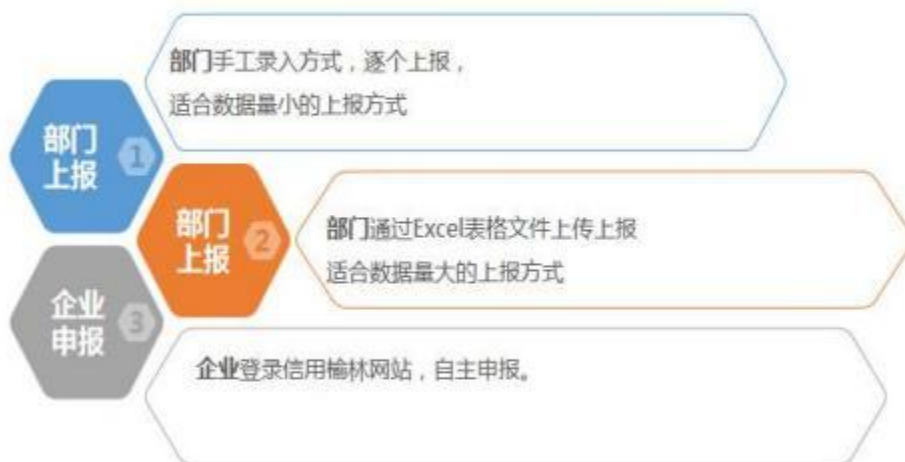 部门手工录入方式，逐个上报，
适合数据量小的上报方式
部门
上报
1
部门
上报
2
部门通过Excel表格文件上传上报
适合数据量大的上报方式
企业
申报
3
企业登录信用榆林网站，自主申报。